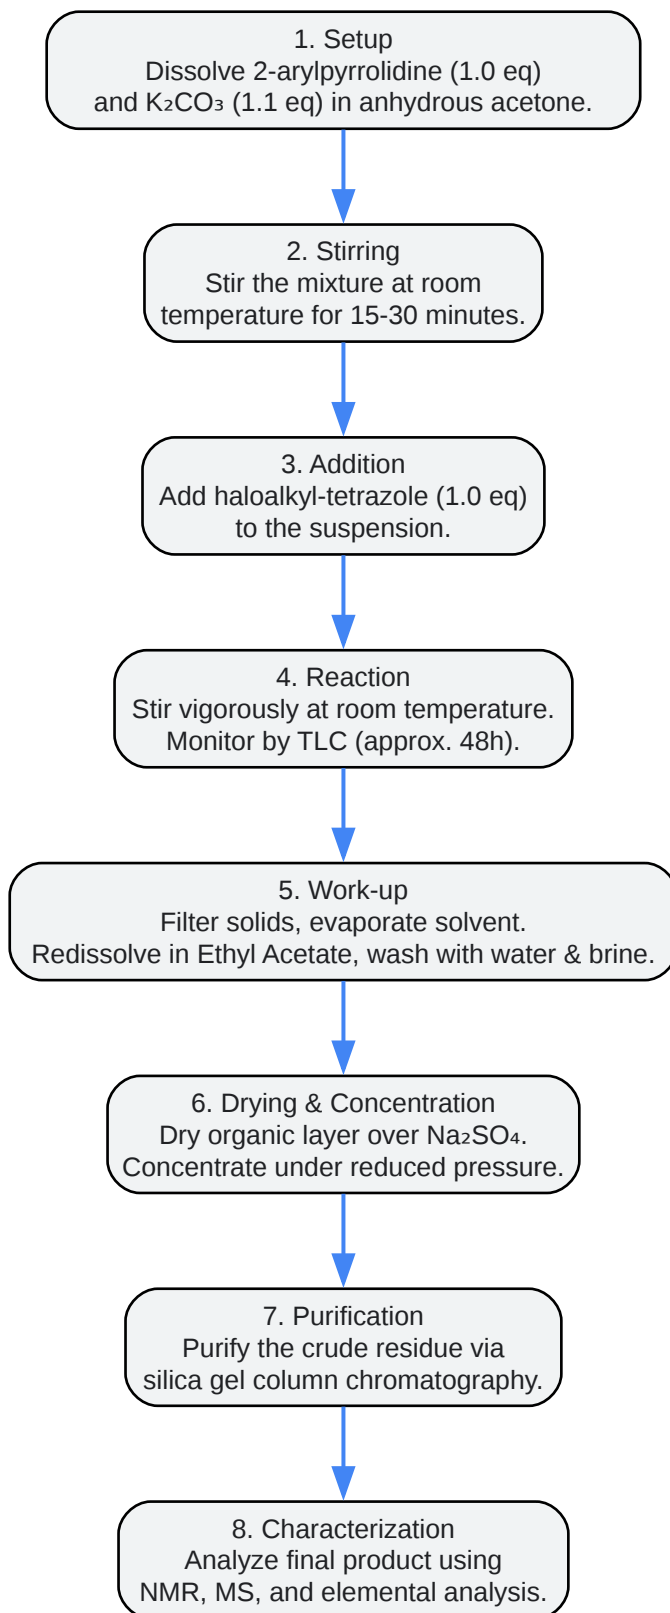 1. Setup
Dissolve 2-arylpyrrolidine (1.0 eq)
and K₂CO₃ (1.1 eq) in anhydrous acetone.
2. Stirring
Stir the mixture at room
temperature for 15-30 minutes.
3. Addition
Add haloalkyl-tetrazole (1.0 eq)
to the suspension.
4. Reaction
Stir vigorously at room temperature.
Monitor by TLC (approx. 48h).
5. Work-up
Filter solids, evaporate solvent.
Redissolve in Ethyl Acetate, wash with water & brine.
6. Drying & Concentration
Dry organic layer over Na₂SO₄.
Concentrate under reduced pressure.
7. Purification
Purify the crude residue via
silica gel column chromatography.
8. Characterization
Analyze final product using
NMR, MS, and elemental analysis.